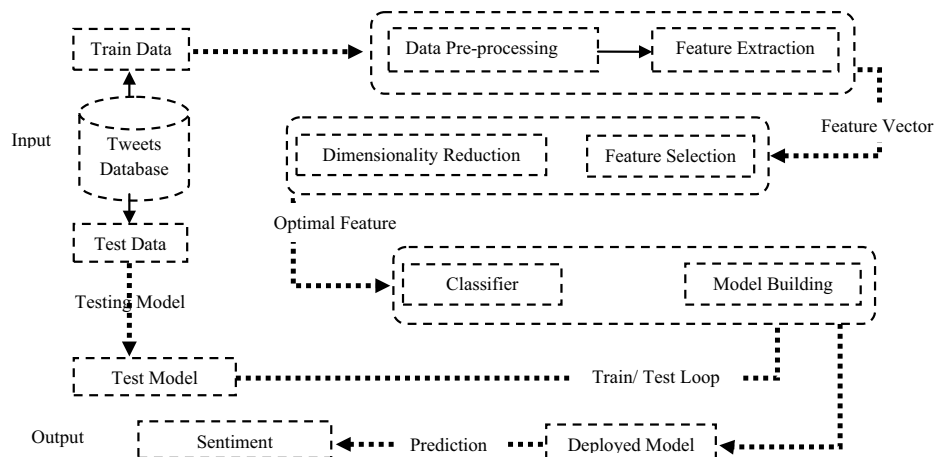 Train Data
Data Pre-processing
Feature Extraction
Input
Tweets
Database
Feature Vector
Dimensionality Reduction
Feature Selection
Test Data
Optimal Feature
Classifier
Model Building
Testing Model
Test Model
Train/ Test Loop
Output
Sentiment
Prediction
Deployed Model